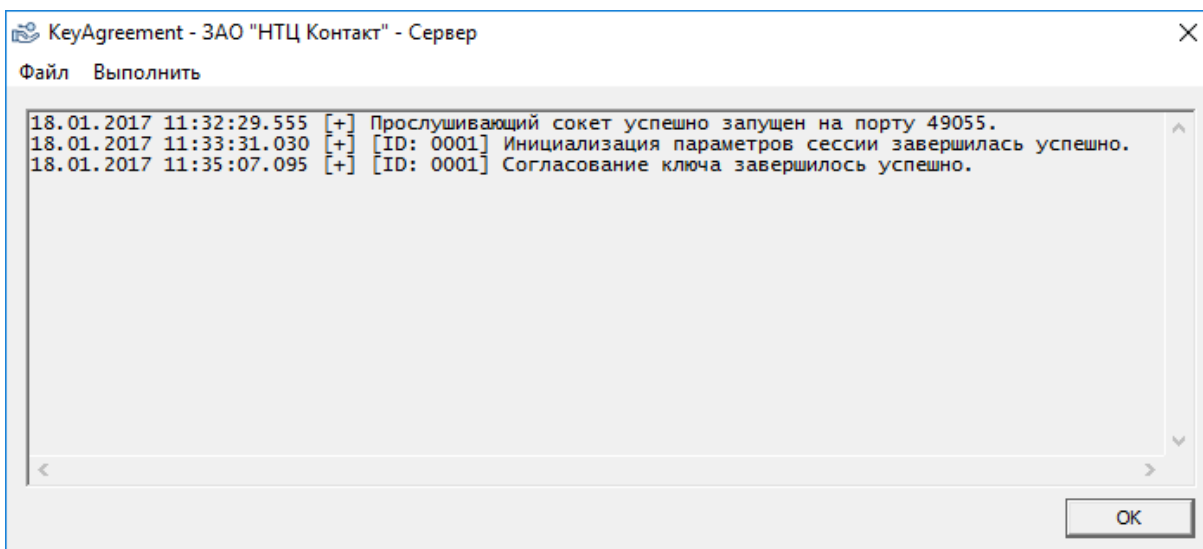 KeyAgreement - ЗАО "НТЦ Контакт" - Сервер
Файл Выполнить
18.01.2017 11:32:29.555 [+] Прослушивающий сокет успешно запущен на порту 49055.
18.01.2017 11:33:31.030 [+] [ID: 0001] Инициализация параметров сессии завершилась успешно.
18.01.2017 11:35:07.095 [+] [ID: 0001] Согласование ключа завершилось успешно.
OK